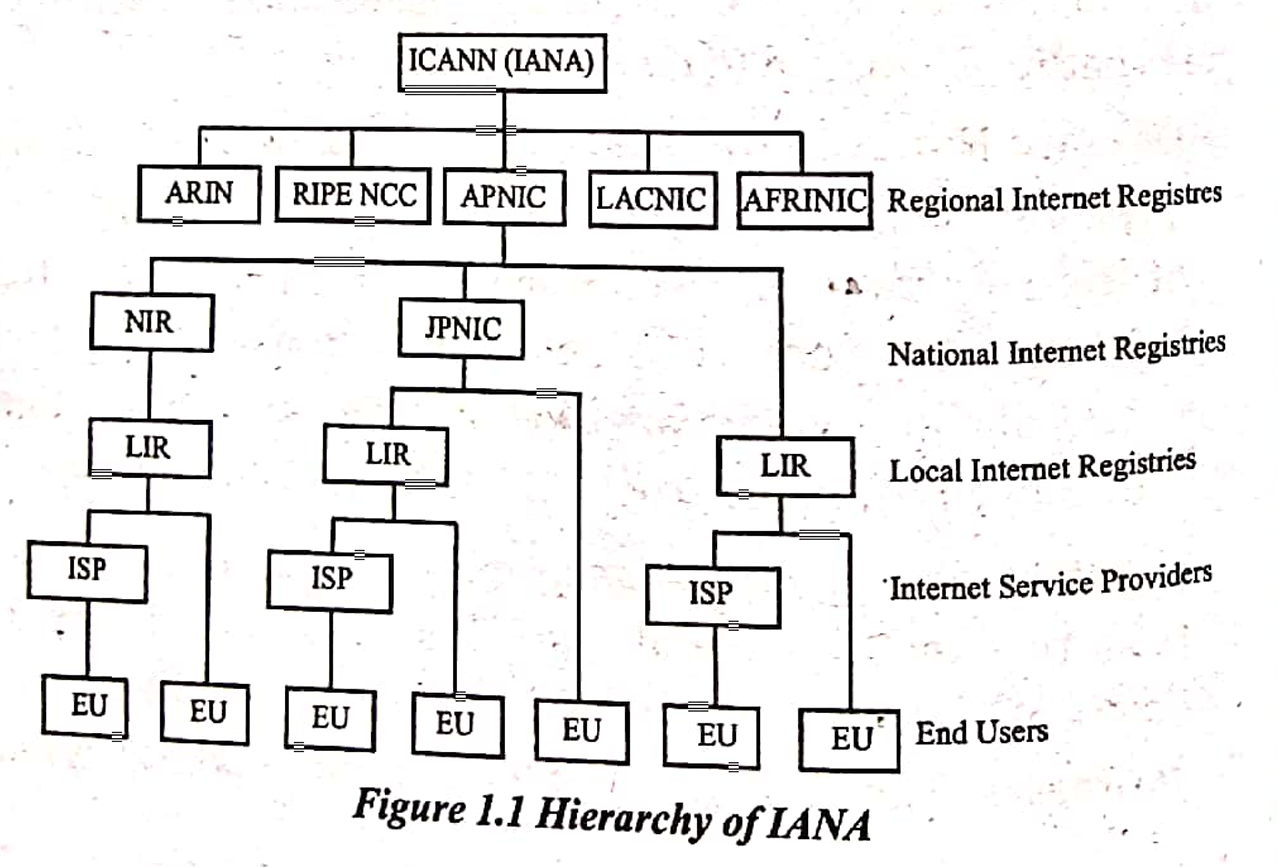 ICANN (IANA)
ARIN RIPE NCC APNIC LACNIC AFRINIC Regional Internet Registres
NIR JPNIC National Internet Registries
LIR LIR LIR Local Internet Registries
ISP ISP ISP Internet Service Providers
EU EU EU EU EU EU EU End Users
Figure 1.1 Hierarchy of IANA